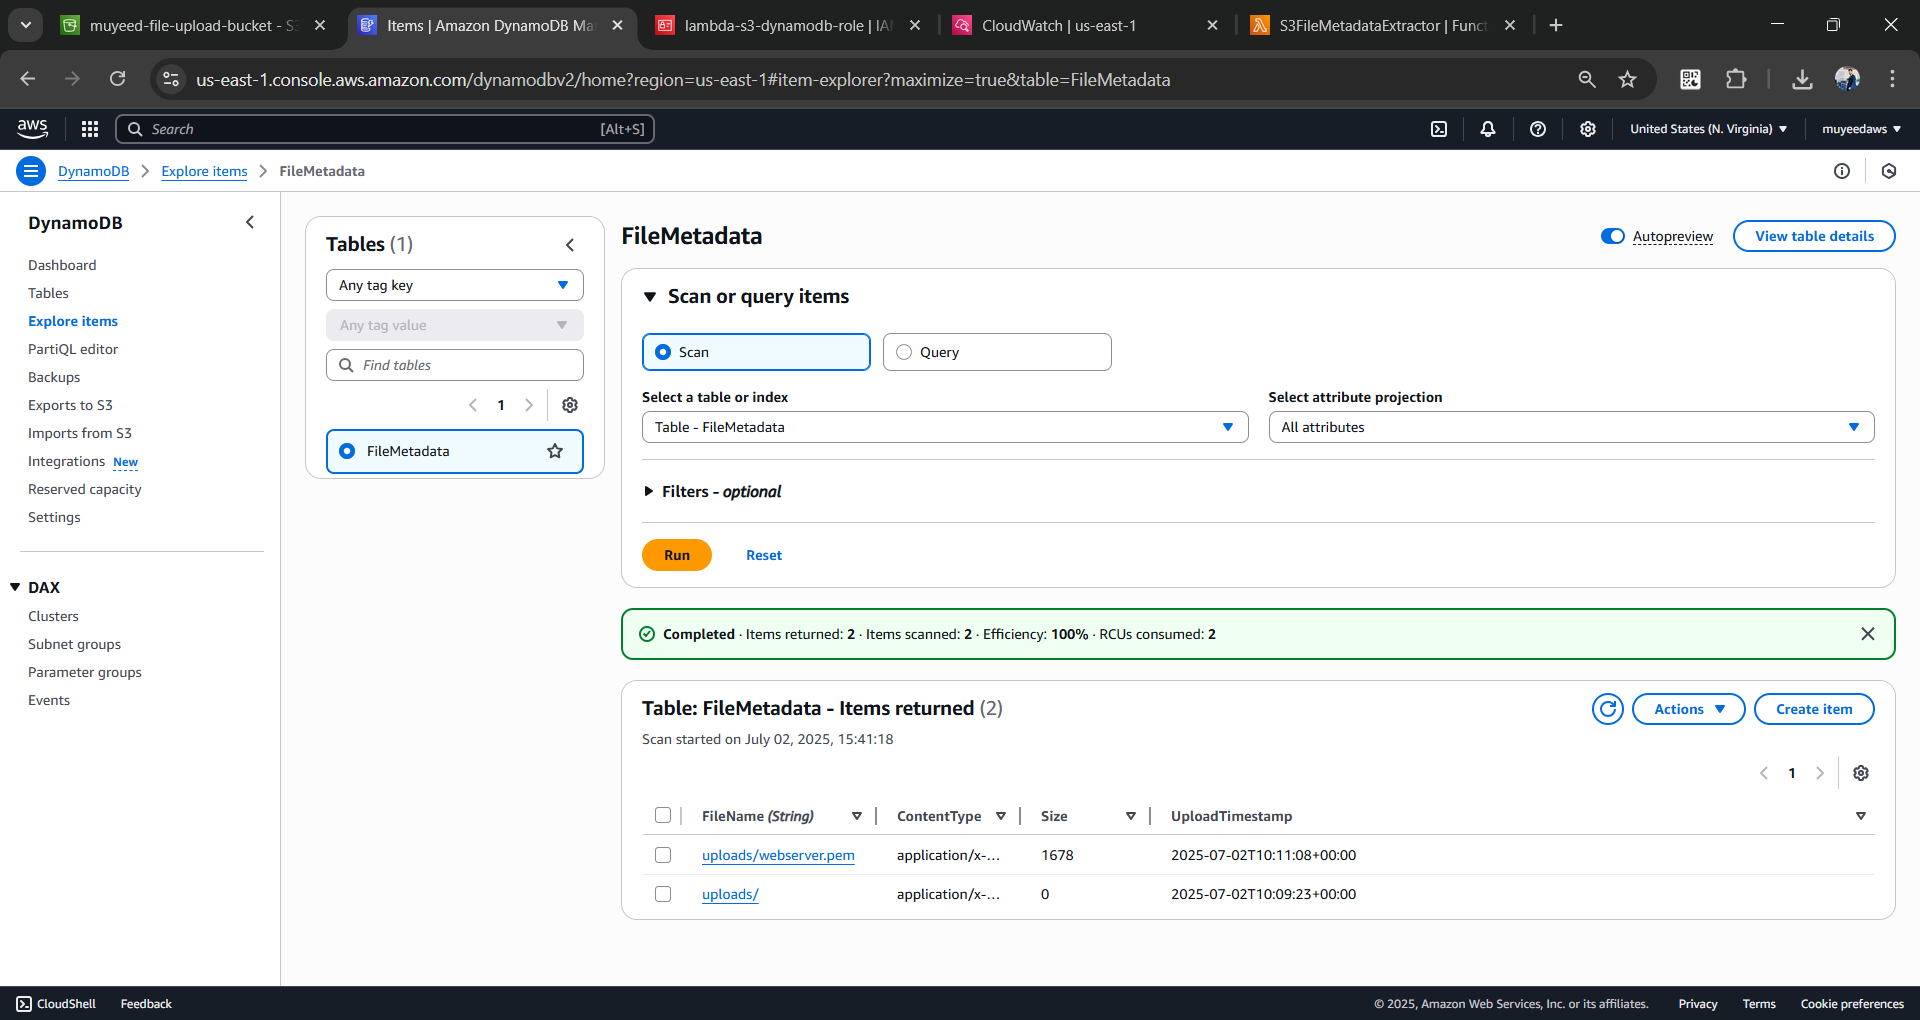 muyeed-file-upload-bucket - S3
Items | Amazon DynamoDB Ma
lambda-s3-dynamodb-role | IA
CloudWatch | us-east-1
S3FileMetadataExtractor | Funct
us-east-1.console.aws.amazon.com/dynamodbv2/home?region=us-east-1#item-explorer?maximize=true&table=FileMetadata
aws
Search
[Alt+S]
United States (N. Virginia)
muyeedaws
DynamoDB
Explore items
FileMetadata
DynamoDB
Dashboard
Tables
Explore items
PartiQL editor
Backups
Exports to S3
Imports from S3
Integrations New
Reserved capacity
Settings
DAX
Clusters
Subnet groups
Parameter groups
Events
Tables (1)
Any tag key
Any tag value
Find tables
1
FileMetadata
FileMetadata
Autopreview
View table details
Scan or query items
Scan
Query
Select a table or index
Table - FileMetadata
Select attribute projection
All attributes
Filters - optional
Run
Reset
Completed · Items returned: 2 · Items scanned: 2 · Efficiency: 100% · RCUs consumed: 2
Table: FileMetadata - Items returned (2)
Scan started on July 02, 2025, 15:41:18
Actions
Create item
1
FileName (String) ContentType Size UploadTimestamp
uploads/webserver.pem application/x-... 1678 2025-07-02T10:11:08+00:00
uploads/ application/x-... 0 2025-07-02T10:09:23+00:00
CloudShell
Feedback
© 2025, Amazon Web Services, Inc. or its affiliates.
Privacy
Terms
Cookie preferences